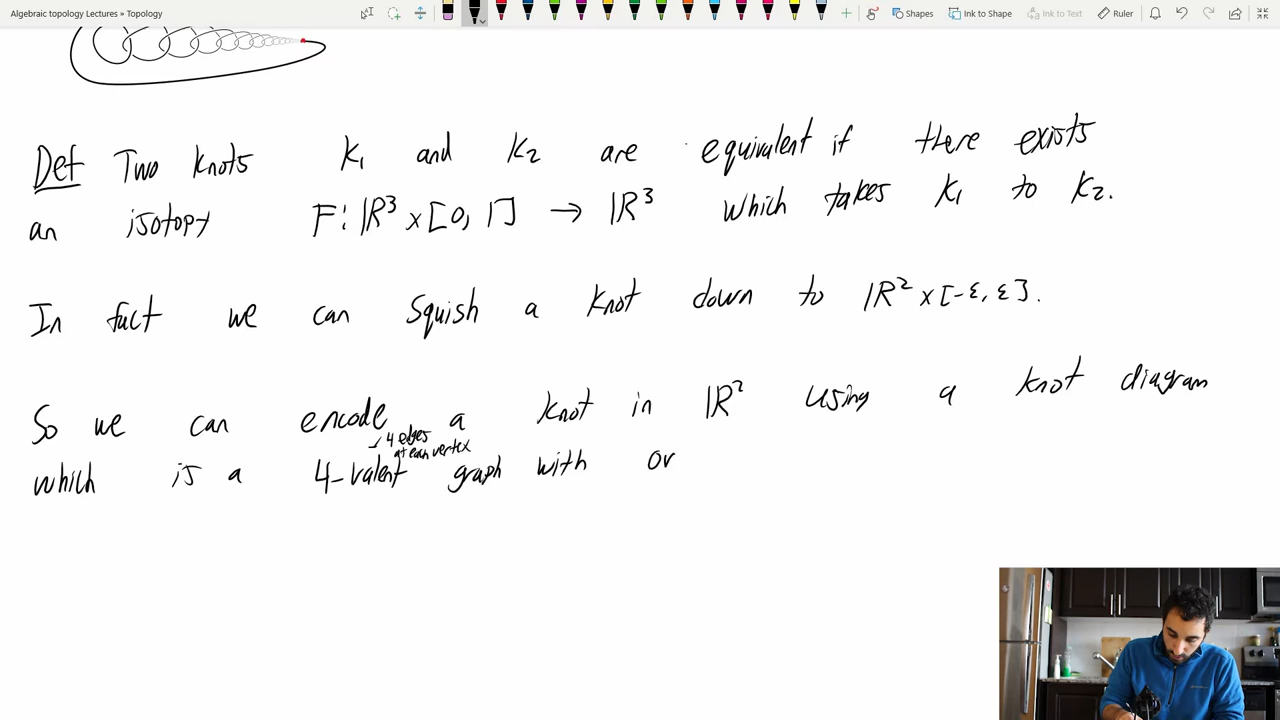 Algebraic topology Lectures » Topology
Shapes
Ink to Shape
Ink to Text
Ruler
Def Two knots K₁ and K₂ are equivalent if there exists
an isotopy F: ℝ³ × [0, 1] → ℝ³ which takes K₁ to K₂.
In fact we can squish a knot down to ℝ² × [-ε, ε].
So we can encode a knot in ℝ² using a knot diagram
4 edges
at each vertex
which is a 4-valent graph with or